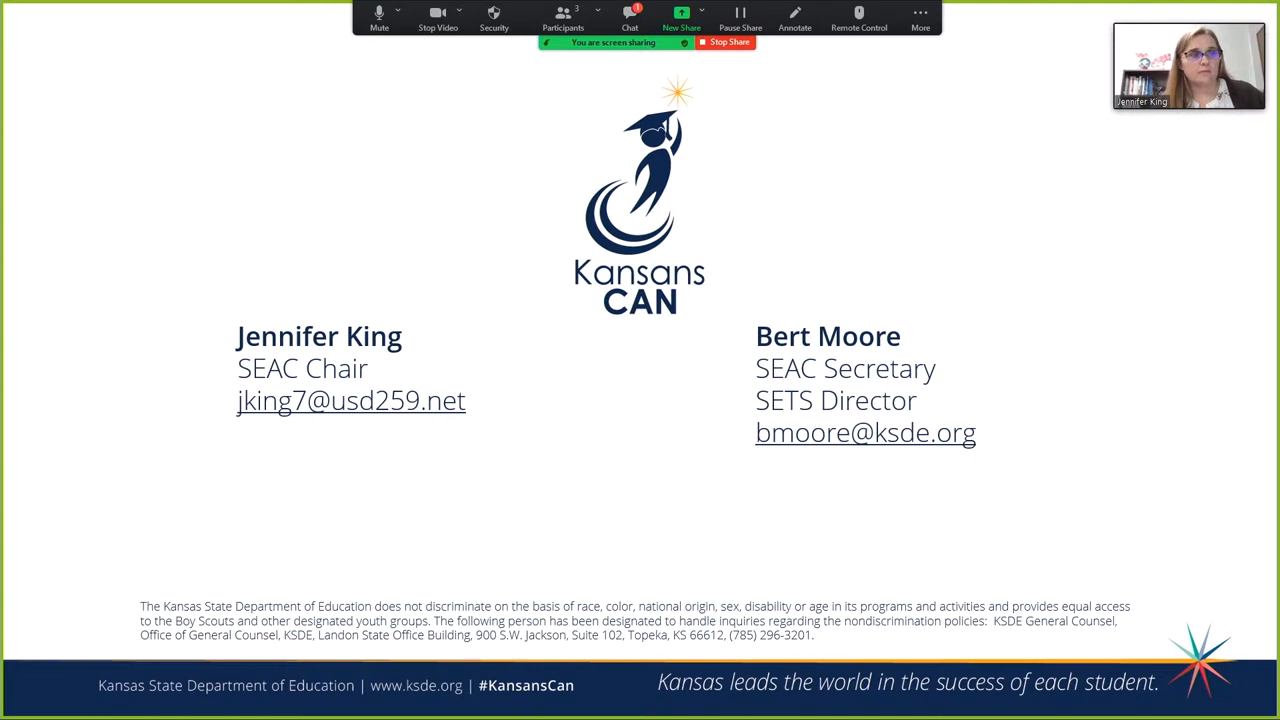 Mute
Stop Video
Security
Participants
3
Chat
1
New Share
Pause Share
Annotate
Remote Control
More
You are screen sharing
Stop Share
Jennifer King
Kansans
CAN
Jennifer King
SEAC Chair
jking7@usd259.net
Bert Moore
SEAC Secretary
SETS Director
bmoore@ksde.org
The Kansas State Department of Education does not discriminate on the basis of race, color, national origin, sex, disability or age in its programs and activities and provides equal access
to the Boy Scouts and other designated youth groups. The following person has been designated to handle inquiries regarding the nondiscrimination policies: KSDE General Counsel,
Office of General Counsel, KSDE, Landon State Office Building, 900 S.W. Jackson, Suite 102, Topeka, KS 66612, (785) 296-3201.
Kansas State Department of Education | www.ksde.org | #KansansCan
Kansas leads the world in the success of each student.